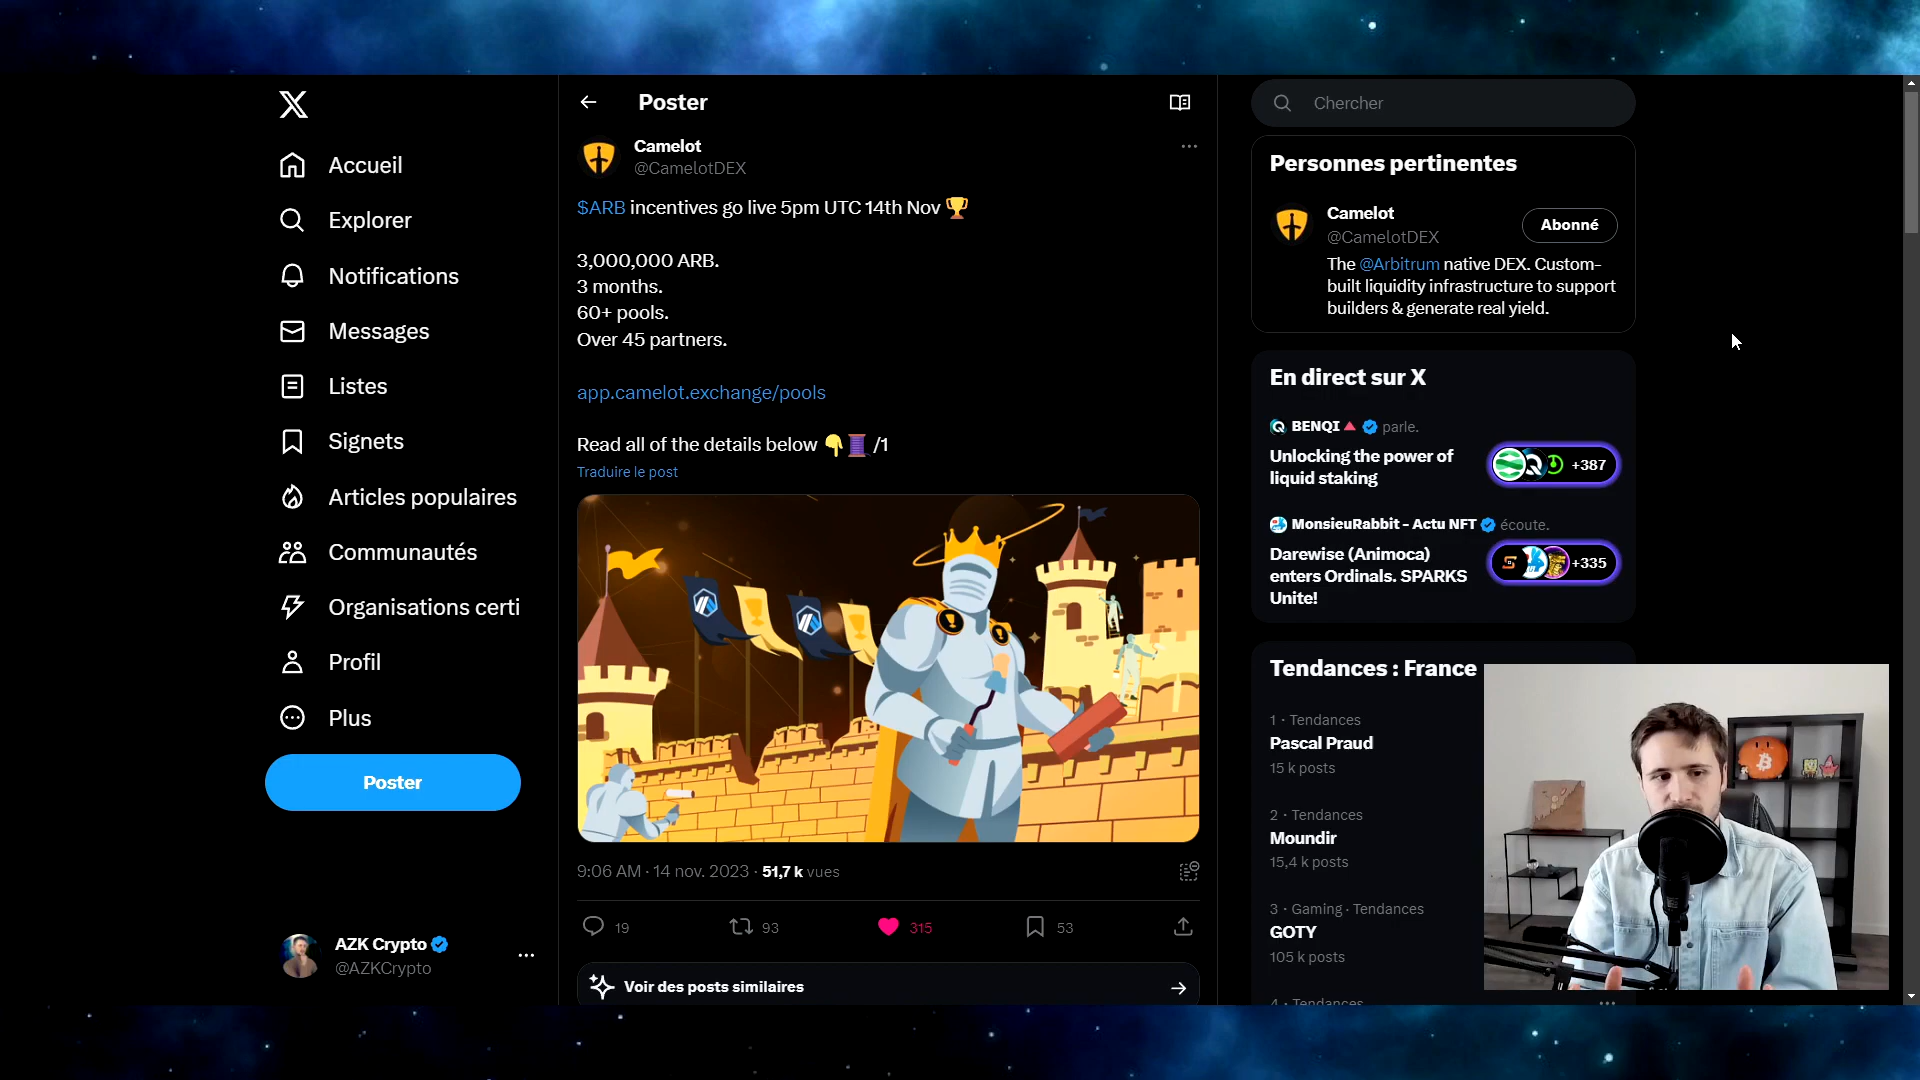 Accueil
Explorer
Notifications
Messages
Listes
Signets
Articles populaires
Communautés
Organisations certi
Profil
Plus
Poster
AZK Crypto
@AZKCrypto
Poster
Camelot
@CamelotDEX
$ARB incentives go live 5pm UTC 14th Nov
3,000,000 ARB.
3 months.
60+ pools.
Over 45 partners.
app.camelot.exchange/pools
Read all of the details below /1
Traduire le post
9:06 AM · 14 nov. 2023 · 51,7 k vues
19 93 315 53
Voir des posts similaires
Chercher
Personnes pertinentes
Camelot
@CamelotDEX
Abonné
The @Arbitrum native DEX. Custom-
built liquidity infrastructure to support
builders & generate real yield.
En direct sur X
BENQI parle.
Unlocking the power of
liquid staking
+387
MonsieurRabbit - Actu NFT écoute.
Darewise (Animoca)
enters Ordinals. SPARKS
Unite!
+335
Tendances : France
1 · Tendances
Pascal Praud
15 k posts
2 · Tendances
Moundir
15,4 k posts
3 · Gaming · Tendances
GOTY
105 k posts
4 · Tendances